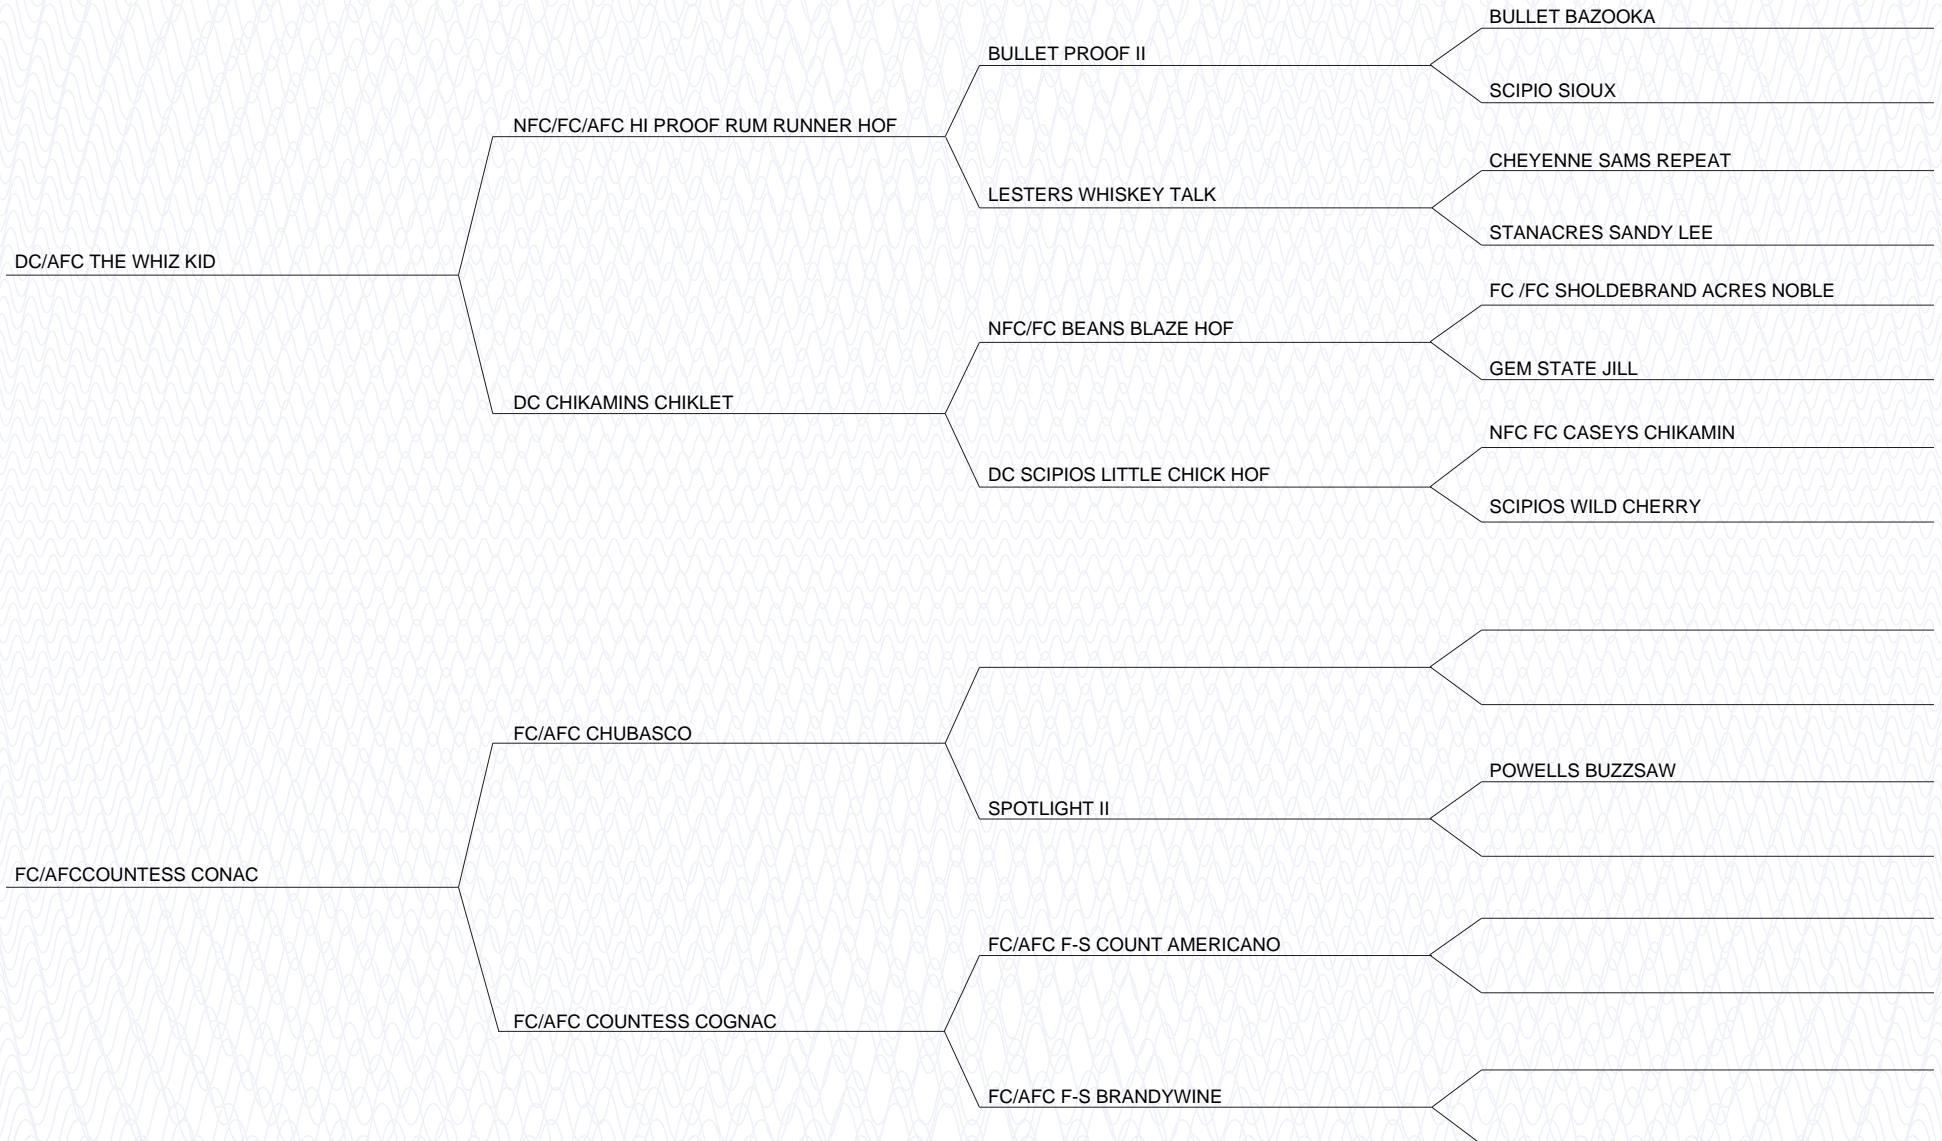 BULLET BAZOOKA
BULLET PROOF II
SCIPIO SIOUX
NFC/FC/AFC HI PROOF RUM RUNNER HOF
CHEYENNE SAMS REPEAT
LESTERS WHISKEY TALK
STANACRES SANDY LEE
DC/AFC THE WHIZ KID
FC /FC SHOLDEBRAND ACRES NOBLE
NFC/FC BEANS BLAZE HOF
GEM STATE JILL
DC CHIKAMINS CHIKLET
NFC FC CASEYS CHIKAMIN
DC SCIPIOS LITTLE CHICK HOF
SCIPIOS WILD CHERRY
FC/AFC CHUBASCO
POWELLS BUZZSAW
SPOTLIGHT II
FC/AFCCOUNTESS CONAC
FC/AFC F-S COUNT AMERICANO
FC/AFC COUNTESS COGNAC
FC/AFC F-S BRANDYWINE